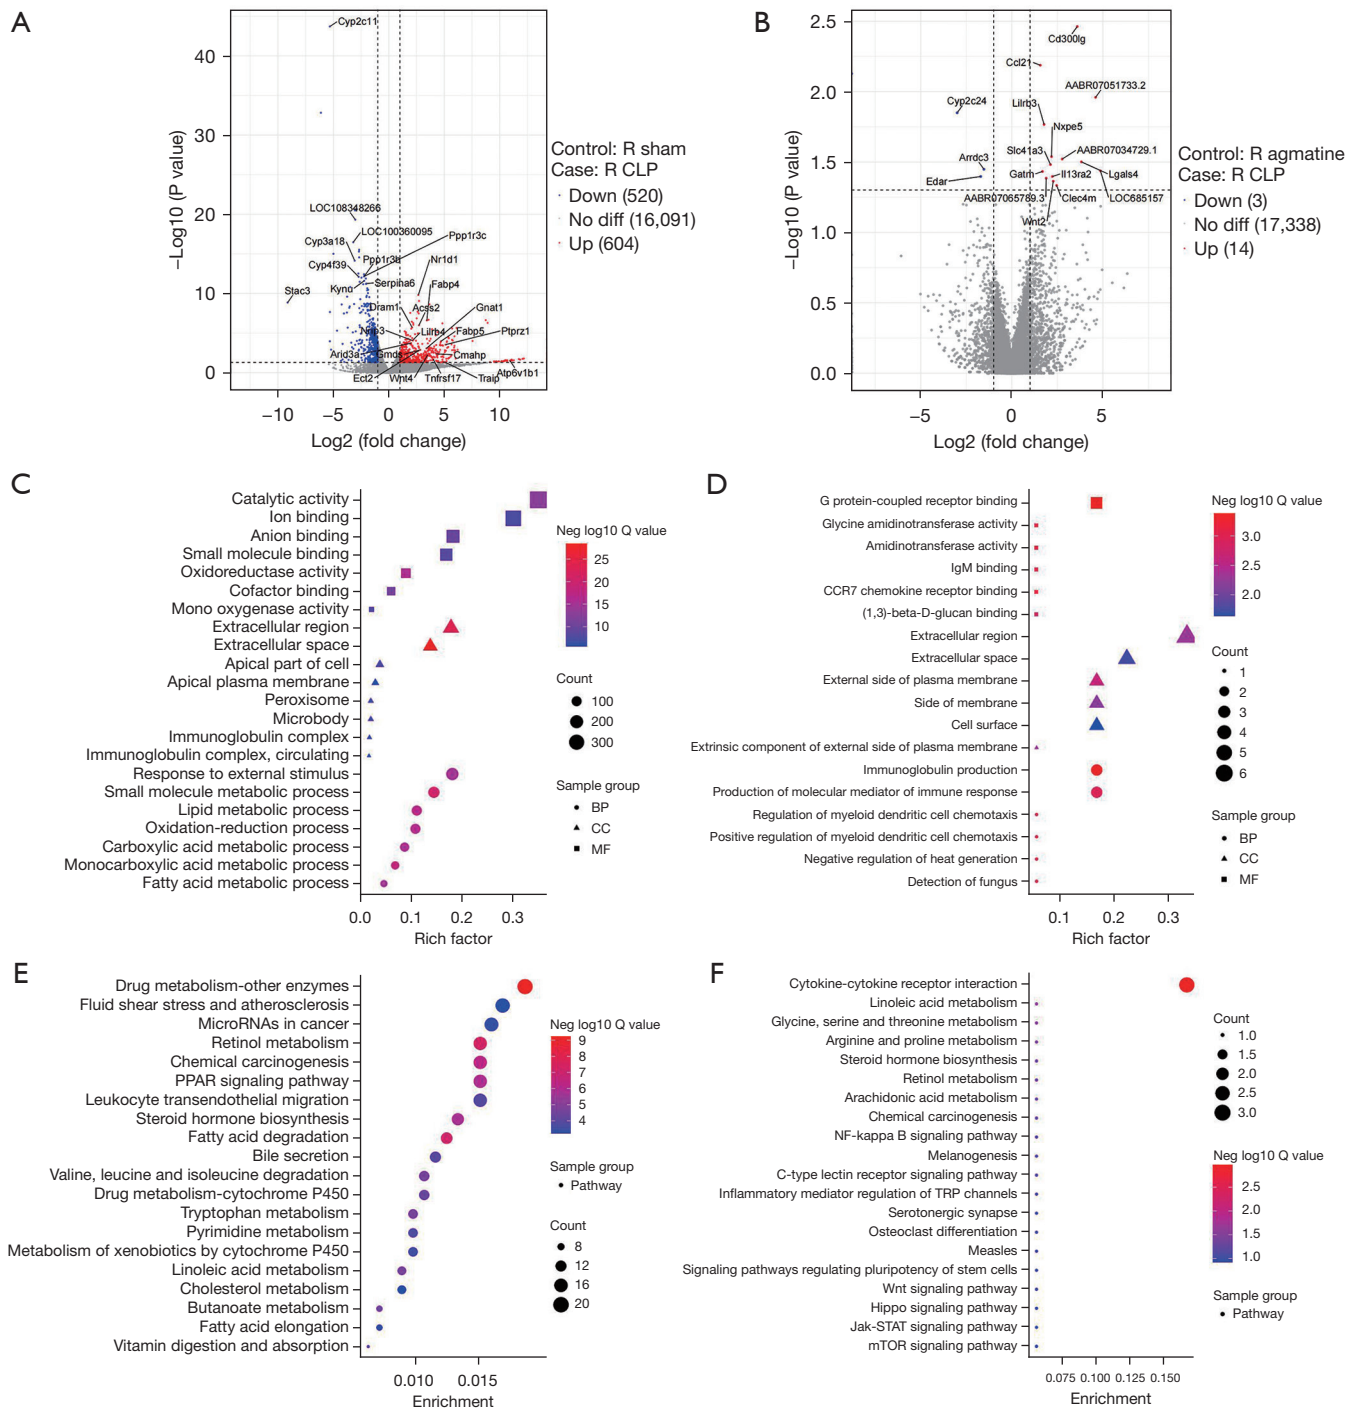 A
−Log10 (P value)
40
30
20
10
0
−10
−5
0
5
10
Log2 (fold change)
Cyp2c11
LOC108348266
LOC100360095
Cyp3a18
Ppp1r3c
Ppp1r3b
Cyp4f39
Nr1d1
Kynu
Serpina6
Fabp4
Stac3
Dram1
Acss2
Gnat1
Lilrb4
Fabp5
Ptprz1
Arid3a
Gmds
Cmahp
Ect2
Wnt4
Tnfrsf17
Traip
Atp6v1b1
Control: R sham
Case: R CLP
Down (520)
No diff (16,091)
Up (604)
B
−Log10 (P value)
2.5
2.0
1.5
1.0
0.5
0.0
−5
0
5
Log2 (fold change)
Cd300lg
Ccl21
AABR07051733.2
Cyp2c24
Lilrb3
Nxpe5
Slc41a3
AABR07034729.1
Arrdc3
Edar
Gatm
Il13ra2
Lgals4
AABR07065789.3
Clec4m
LOC685157
Wnt2
Control: R agmatine
Case: R CLP
Down (3)
No diff (17,338)
Up (14)
C
Catalytic activity
Ion binding
Anion binding
Small molecule binding
Oxidoreductase activity
Cofactor binding
Mono oxygenase activity
Extracellular region
Extracellular space
Apical part of cell
Apical plasma membrane
Peroxisome
Microbody
Immunoglobulin complex
Immunoglobulin complex, circulating
Response to external stimulus
Small molecule metabolic process
Lipid metabolic process
Oxidation-reduction process
Carboxylic acid metabolic process
Monocarboxylic acid metabolic process
Fatty acid metabolic process
0.0
0.1
0.2
0.3
Rich factor
Neg log10 Q value
25
20
15
10
Count
100
200
300
Sample group
BP
CC
MF
D
G protein-coupled receptor binding
Glycine amidinotransferase activity
Amidinotransferase activity
IgM binding
CCR7 chemokine receptor binding
(1,3)-beta-D-glucan binding
Extracellular region
Extracellular space
External side of plasma membrane
Side of membrane
Cell surface
Extrinsic component of external side of plasma membrane
Immunoglobulin production
Production of molecular mediator of immune response
Regulation of myeloid dendritic cell chemotaxis
Positive regulation of myeloid dendritic cell chemotaxis
Negative regulation of heat generation
Detection of fungus
0.1
0.2
0.3
Rich factor
Neg log10 Q value
3.0
2.5
2.0
Count
1
2
3
4
5
6
Sample group
BP
CC
MF
E
Drug metabolism-other enzymes
Fluid shear stress and atherosclerosis
MicroRNAs in cancer
Retinol metabolism
Chemical carcinogenesis
PPAR signaling pathway
Leukocyte transendothelial migration
Steroid hormone biosynthesis
Fatty acid degradation
Bile secretion
Valine, leucine and isoleucine degradation
Drug metabolism-cytochrome P450
Tryptophan metabolism
Pyrimidine metabolism
Metabolism of xenobiotics by cytochrome P450
Linoleic acid metabolism
Cholesterol metabolism
Butanoate metabolism
Fatty acid elongation
Vitamin digestion and absorption
0.010
0.015
Enrichment
Neg log10 Q value
9
8
7
6
5
4
Sample group
Pathway
Count
8
12
16
20
F
Cytokine-cytokine receptor interaction
Linoleic acid metabolism
Glycine, serine and threonine metabolism
Arginine and proline metabolism
Steroid hormone biosynthesis
Retinol metabolism
Arachidonic acid metabolism
Chemical carcinogenesis
NF-kappa B signaling pathway
Melanogenesis
C-type lectin receptor signaling pathway
Inflammatory mediator regulation of TRP channels
Serotonergic synapse
Osteoclast differentiation
Measles
Signaling pathways regulating pluripotency of stem cells
Wnt signaling pathway
Hippo signaling pathway
Jak-STAT signaling pathway
mTOR signaling pathway
0.075
0.100
0.125
0.150
Enrichment
Count
1.0
1.5
2.0
2.5
3.0
Neg log10 Q value
2.5
2.0
1.5
1.0
Sample group
Pathway